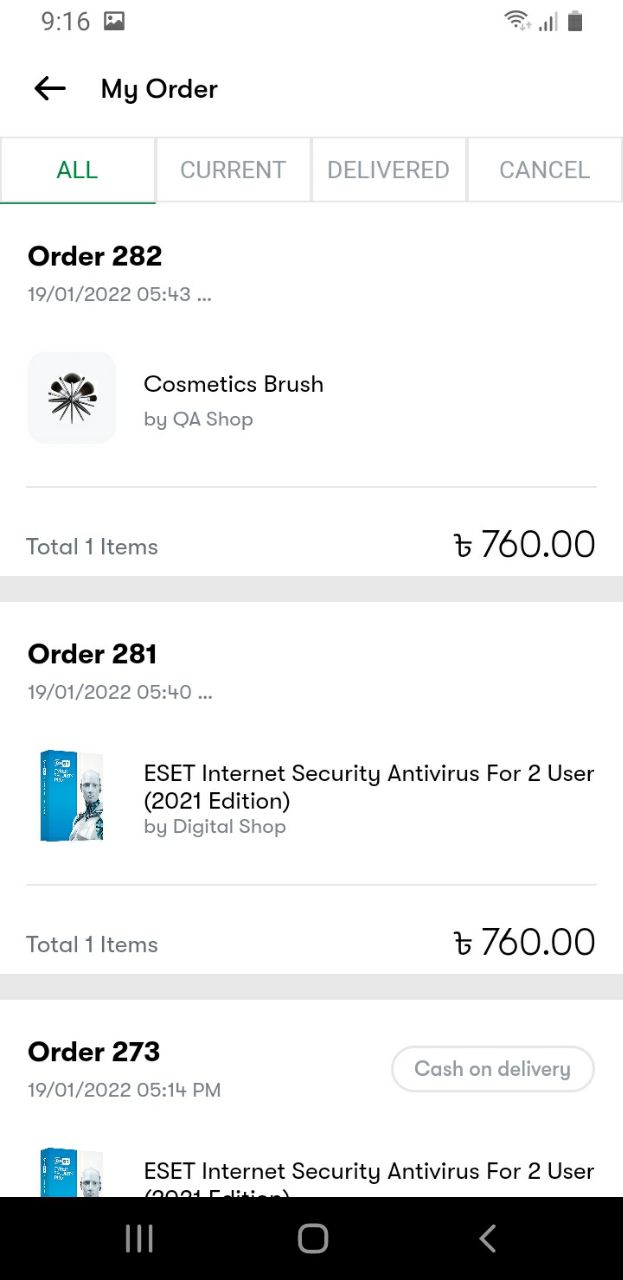 9:16
My Order
ALL
CURRENT
DELIVERED
CANCEL
Order 282
19/01/2022 05:43 ...
Cosmetics Brush
by QA Shop
Total 1 Items
৳ 760.00
Order 281
19/01/2022 05:40 ...
ESET Internet Security Antivirus For 2 User
(2021 Edition)
by Digital Shop
Total 1 Items
৳ 760.00
Order 273
Cash on delivery
19/01/2022 05:14 PM
ESET Internet Security Antivirus For 2 User
(2021 Edition)